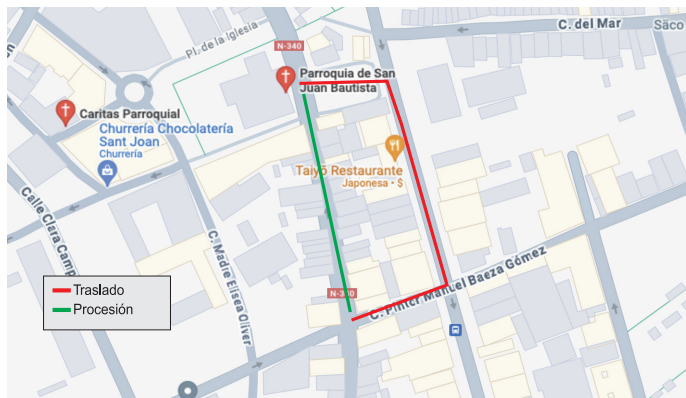 Pl. de la Iglesia
N-340
C. del Mar
Säco
Parroquia de San
Juan Bautista
Caritas Parroquial
Churrería Chocolatería
Sant Joan
Churrería
Taiyō Restaurante
Japonesa • $
Calle Clara Camp
C. Madre Elisea Oliver
C. Pintor Manuel Baeza Gómez
N-340
Traslado
Procesión